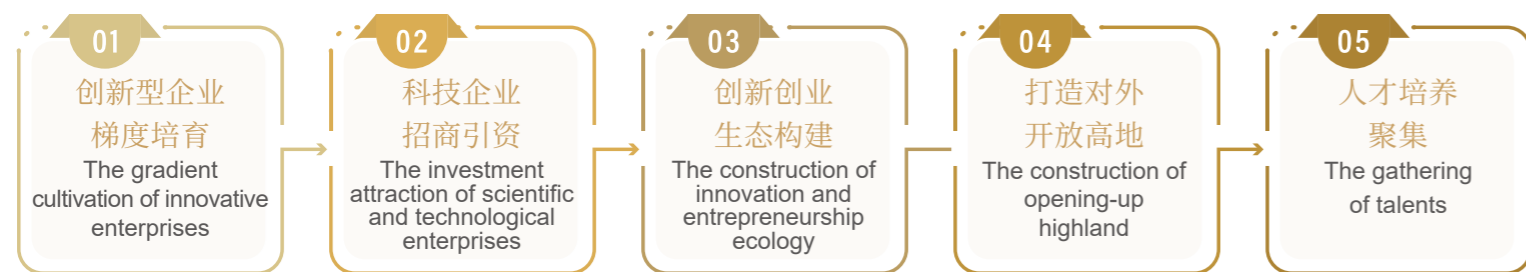 01
创新型企业
梯度培育
The gradient
cultivation of innovative
enterprises
02
科技企业
招商引资
The investment
attraction of scientific
and technological
enterprises
03
创新创业
生态构建
The construction of
innovation and
entrepreneurship
ecology
04
打造对外
开放高地
The construction of
opening-up
highland
05
人才培养
聚集
The gathering
of talents